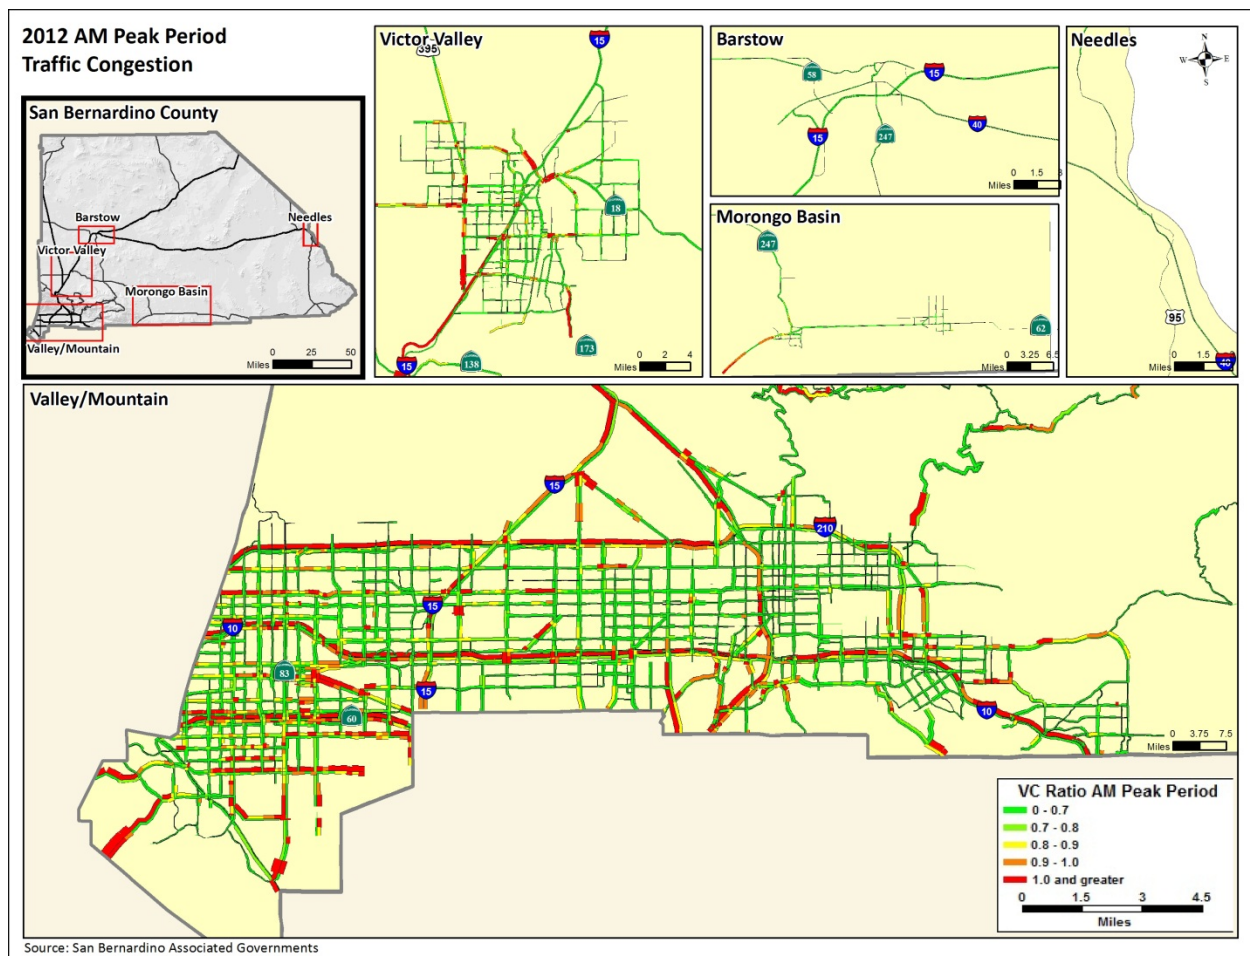 2012 AM Peak Period
Traffic Congestion
San Bernardino County
Barstow
Needles
Victor Valley
Morongo Basin
Valley/Mountain
0 25 50
Miles
Victor Valley
395
15
18
15
138
173
0 2 4
Miles
Barstow
58
15
40
15
247
0 1.5
Miles
Morongo Basin
247
62
0 3.25 6.5
Miles
Needles
N
W E
S
95
40
0 1.5
Miles
Valley/Mountain
15
210
15
10
83
15
60
10
0 3.75 7.5
Miles
VC Ratio AM Peak Period
0 - 0.7
0.7 - 0.8
0.8 - 0.9
0.9 - 1.0
1.0 and greater
0 1.5 3 4.5
Miles
Source: San Bernardino Associated Governments